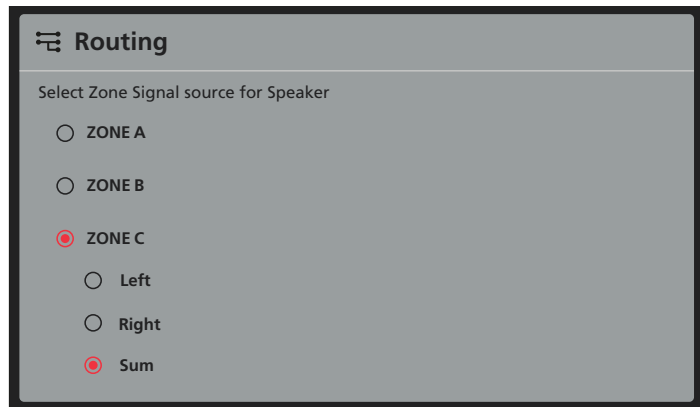 Routing
Select Zone Signal source for Speaker
ZONE A
ZONE B
ZONE C
Left
Right
Sum